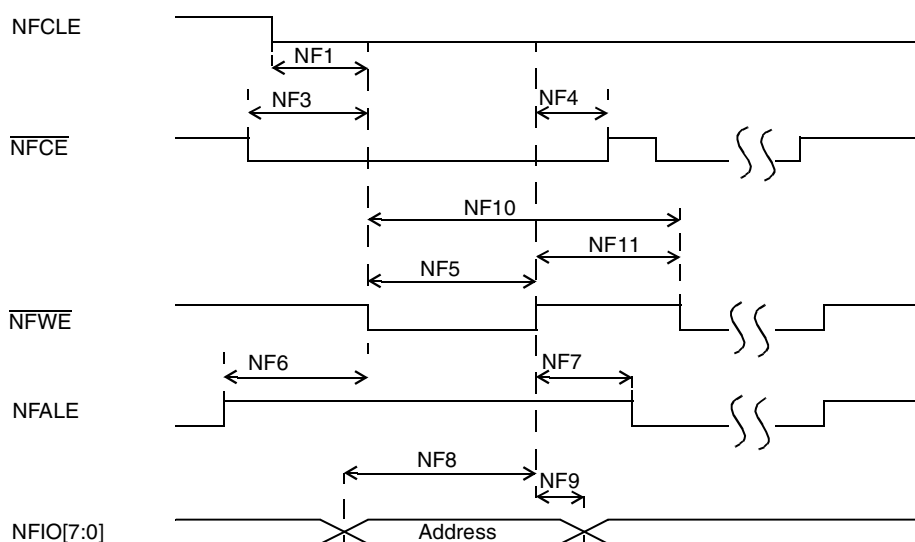 NFCLE
NF1
NF3
NF4
NFCE
NF10
NF11
NF5
NFWE
NF6
NF7
NFALE
NF8
NF9
NFIO[7:0]
Address